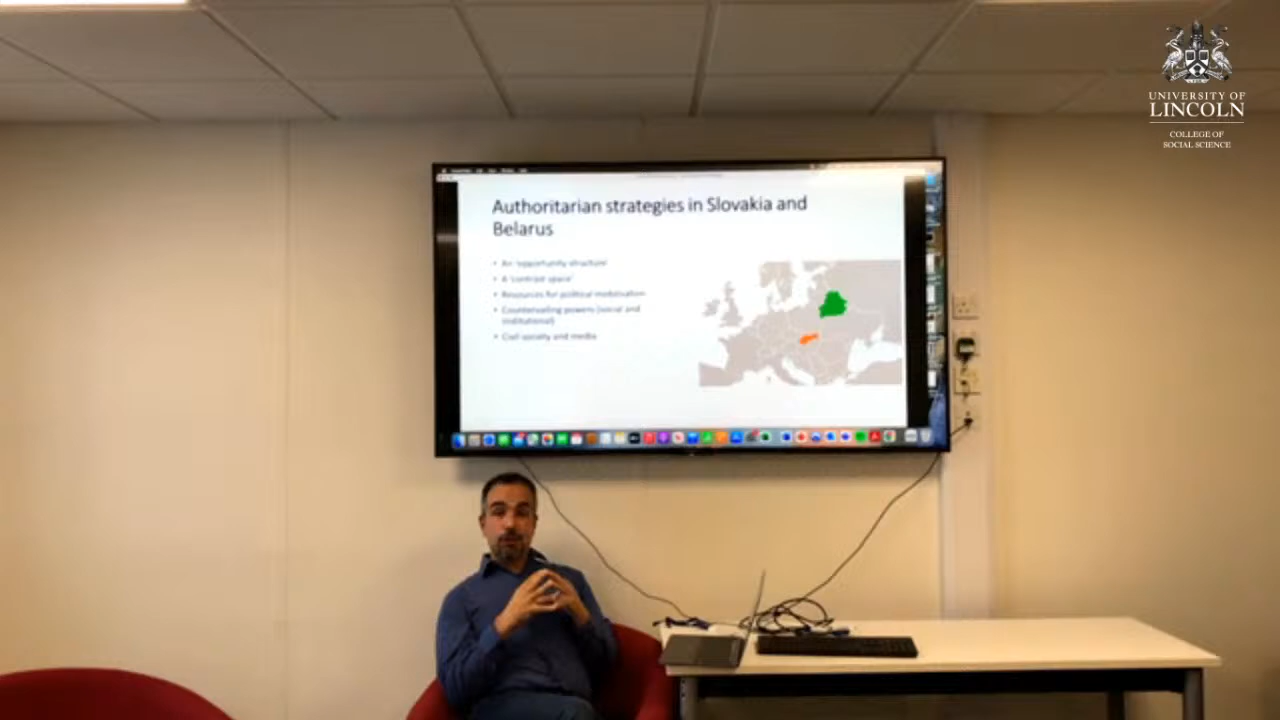 UNIVERSITY OF
LINCOLN
COLLEGE OF
SOCIAL SCIENCE
Authoritarian strategies in Slovakia and
Belarus
• An 'opportunity structure'
• A 'contrast space'
• Resources for political mobilisation
• Countervailing powers (social and
institutional)
• Civil society and media